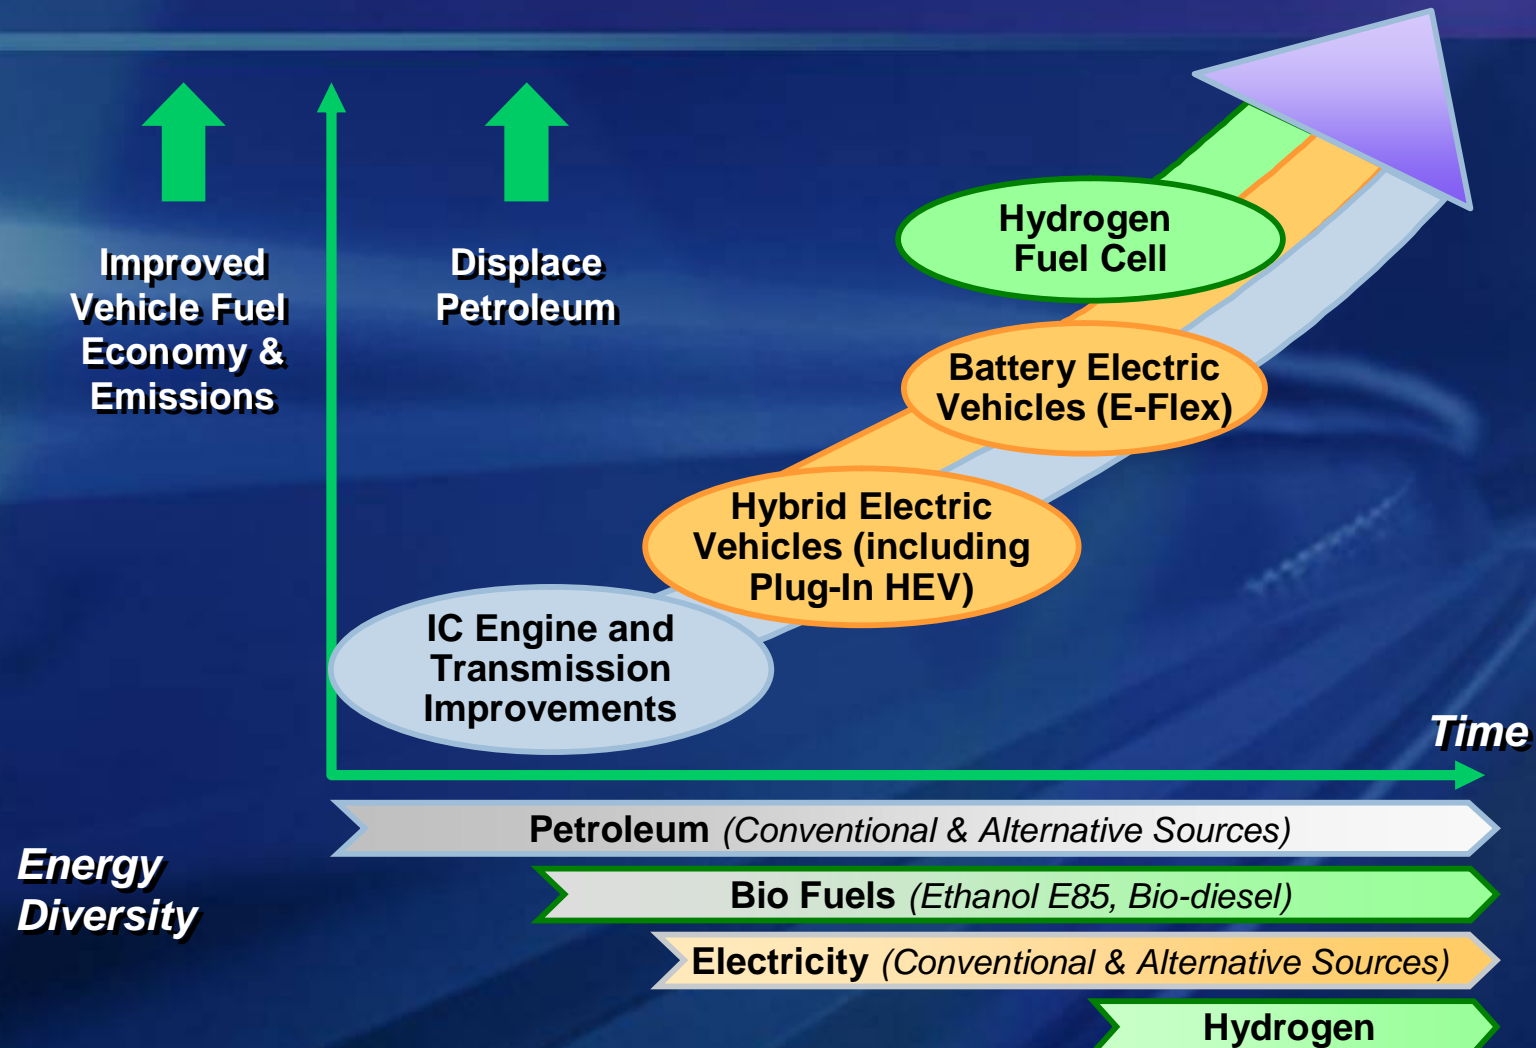 Improved
Vehicle Fuel
Economy &
Emissions
Displace
Petroleum
Hydrogen
Fuel Cell
Battery Electric
Vehicles (E-Flex)
Hybrid Electric
Vehicles (including
Plug-In HEV)
IC Engine and
Transmission
Improvements
Time
Energy
Diversity
Petroleum (Conventional & Alternative Sources)
Bio Fuels (Ethanol E85, Bio-diesel)
Electricity (Conventional & Alternative Sources)
Hydrogen